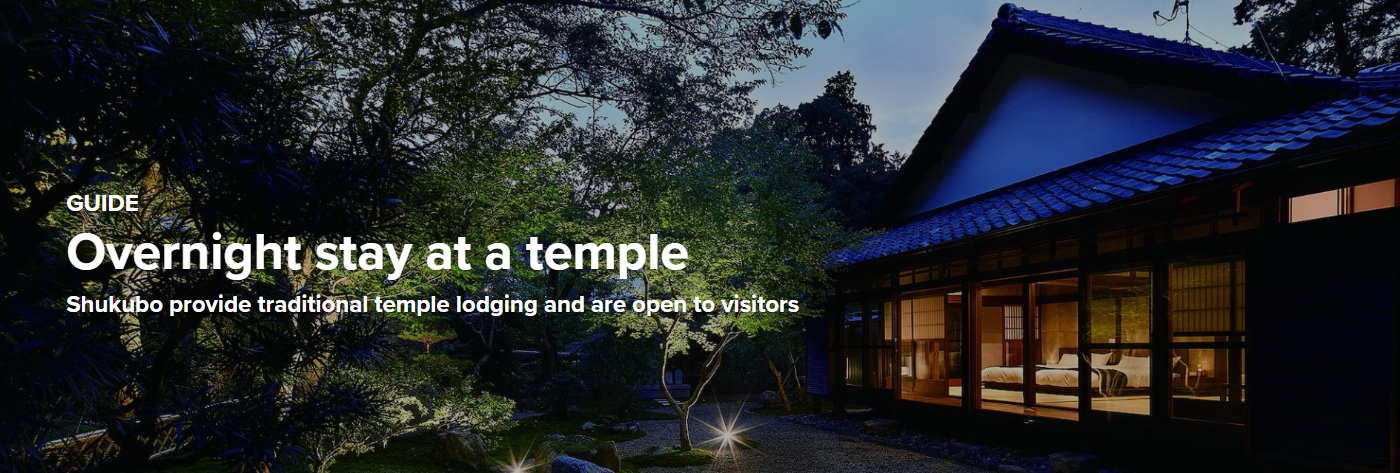 GUIDE
Overnight stay at a temple
Shukubo provide traditional temple lodging and are open to visitors